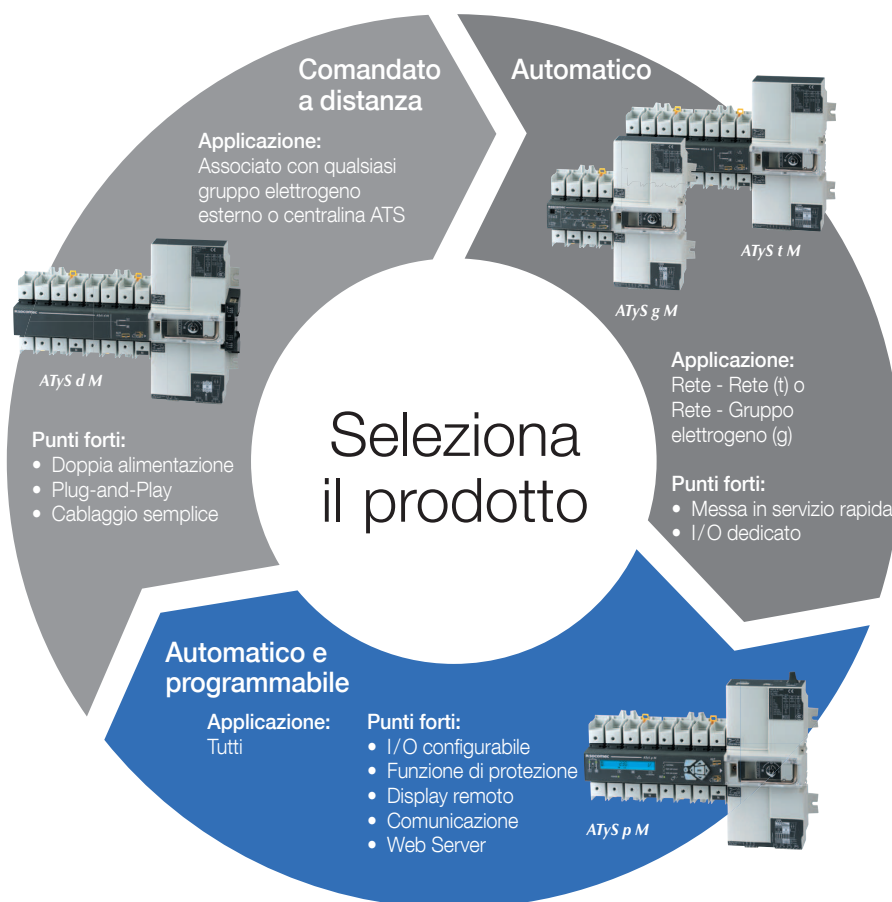 Comandato
a distanza
Applicazione:
Associato con qualsiasi
gruppo elettrogeno
esterno o centralina ATS
ATyS d M
Punti forti:
• Doppia alimentazione
• Plug-and-Play
• Cablaggio semplice
Automatico
ATyS t M
ATyS g M
Applicazione:
Rete - Rete (t) o
Rete - Gruppo
elettrogeno (g)
Punti forti:
• Messa in servizio rapida
• I/O dedicato
Seleziona
il prodotto
Automatico e
programmabile
Applicazione:
Tutti
Punti forti:
• I/O configurabile
• Funzione di protezione
• Display remoto
• Comunicazione
• Web Server
ATyS p M